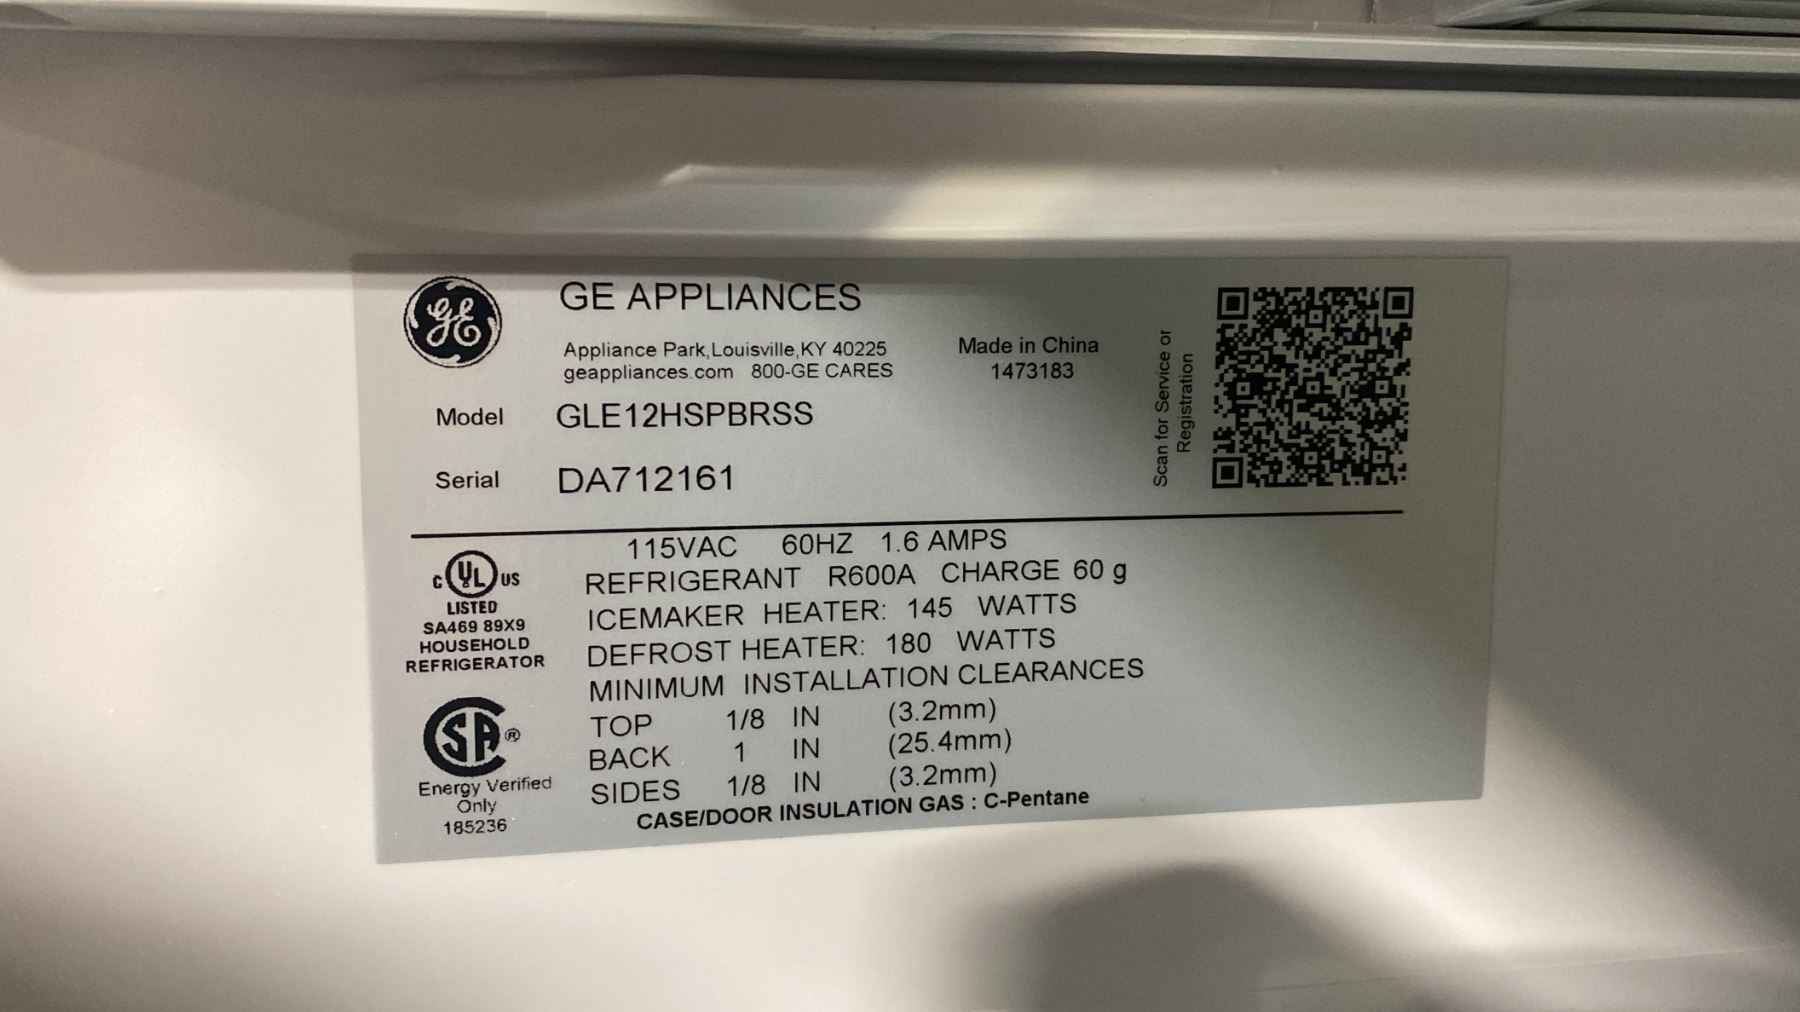 GE
GE APPLIANCES
Appliance Park,Louisville,KY 40225
geappliances.com 800-GE CARES
Made in China
1473183
Scan for Service or
Registration
Model GLE12HSPBRSS
Serial DA712161
115VAC 60HZ 1.6 AMPS
REFRIGERANT R600A CHARGE 60 g
ICEMAKER HEATER: 145 WATTS
DEFROST HEATER: 180 WATTS
MINIMUM INSTALLATION CLEARANCES
TOP 1/8 IN (3.2mm)
BACK 1 IN (25.4mm)
SIDES 1/8 IN (3.2mm)
CASE/DOOR INSULATION GAS : C-Pentane
C UL US
LISTED
SA469 89X9
HOUSEHOLD
REFRIGERATOR
SA®
Energy Verified
Only
185236